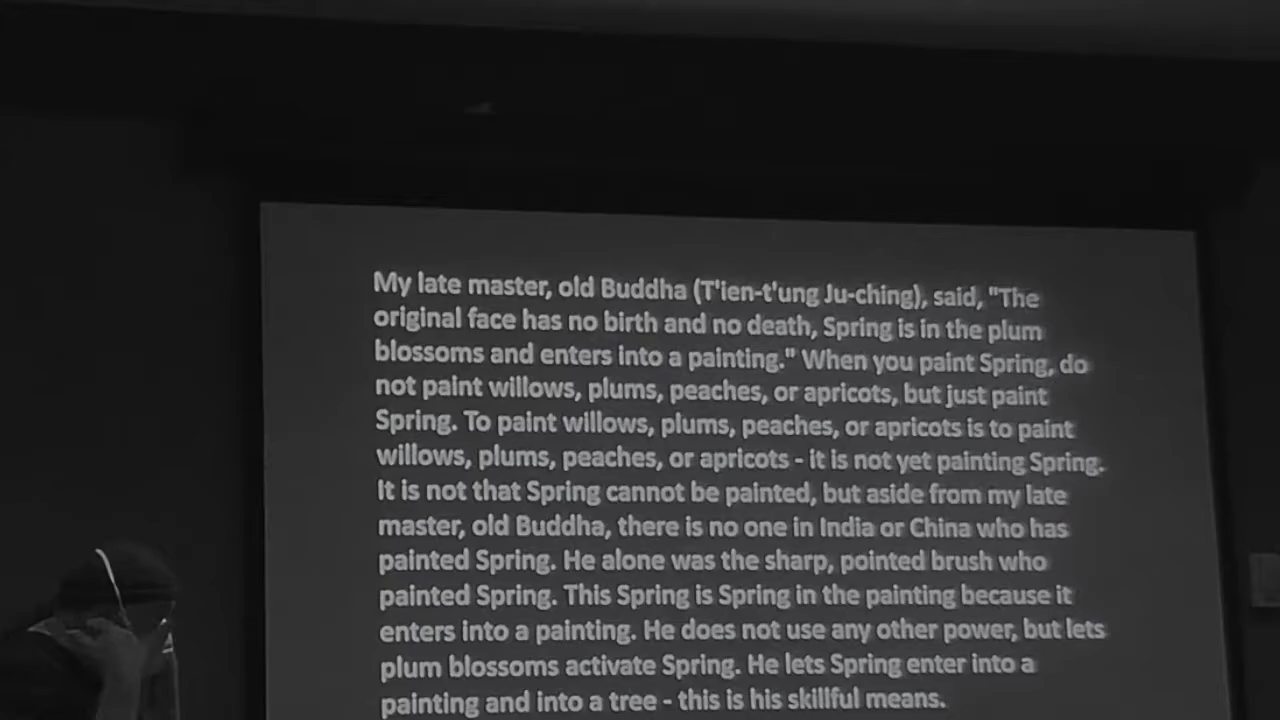 My late master, old Buddha (T'ien-t'ung Ju-ching), said, "The
original face has no birth and no death, Spring is in the plum
blossoms and enters into a painting." When you paint Spring, do
not paint willows, plums, peaches, or apricots, but just paint
Spring. To paint willows, plums, peaches, or apricots is to paint
willows, plums, peaches, or apricots - it is not yet painting Spring.
It is not that Spring cannot be painted, but aside from my late
master, old Buddha, there is no one in India or China who has
painted Spring. He alone was the sharp, pointed brush who
painted Spring. This Spring is Spring in the painting because it
enters into a painting. He does not use any other power, but lets
plum blossoms activate Spring. He lets Spring enter into a
painting and into a tree - this is his skillful means.